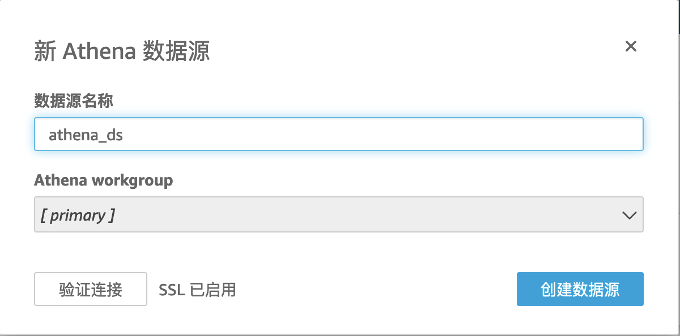 新 Athena 数据源
数据源名称
athena_ds
Athena workgroup
[ primary ]
验证连接 SSL 已启用 创建数据源